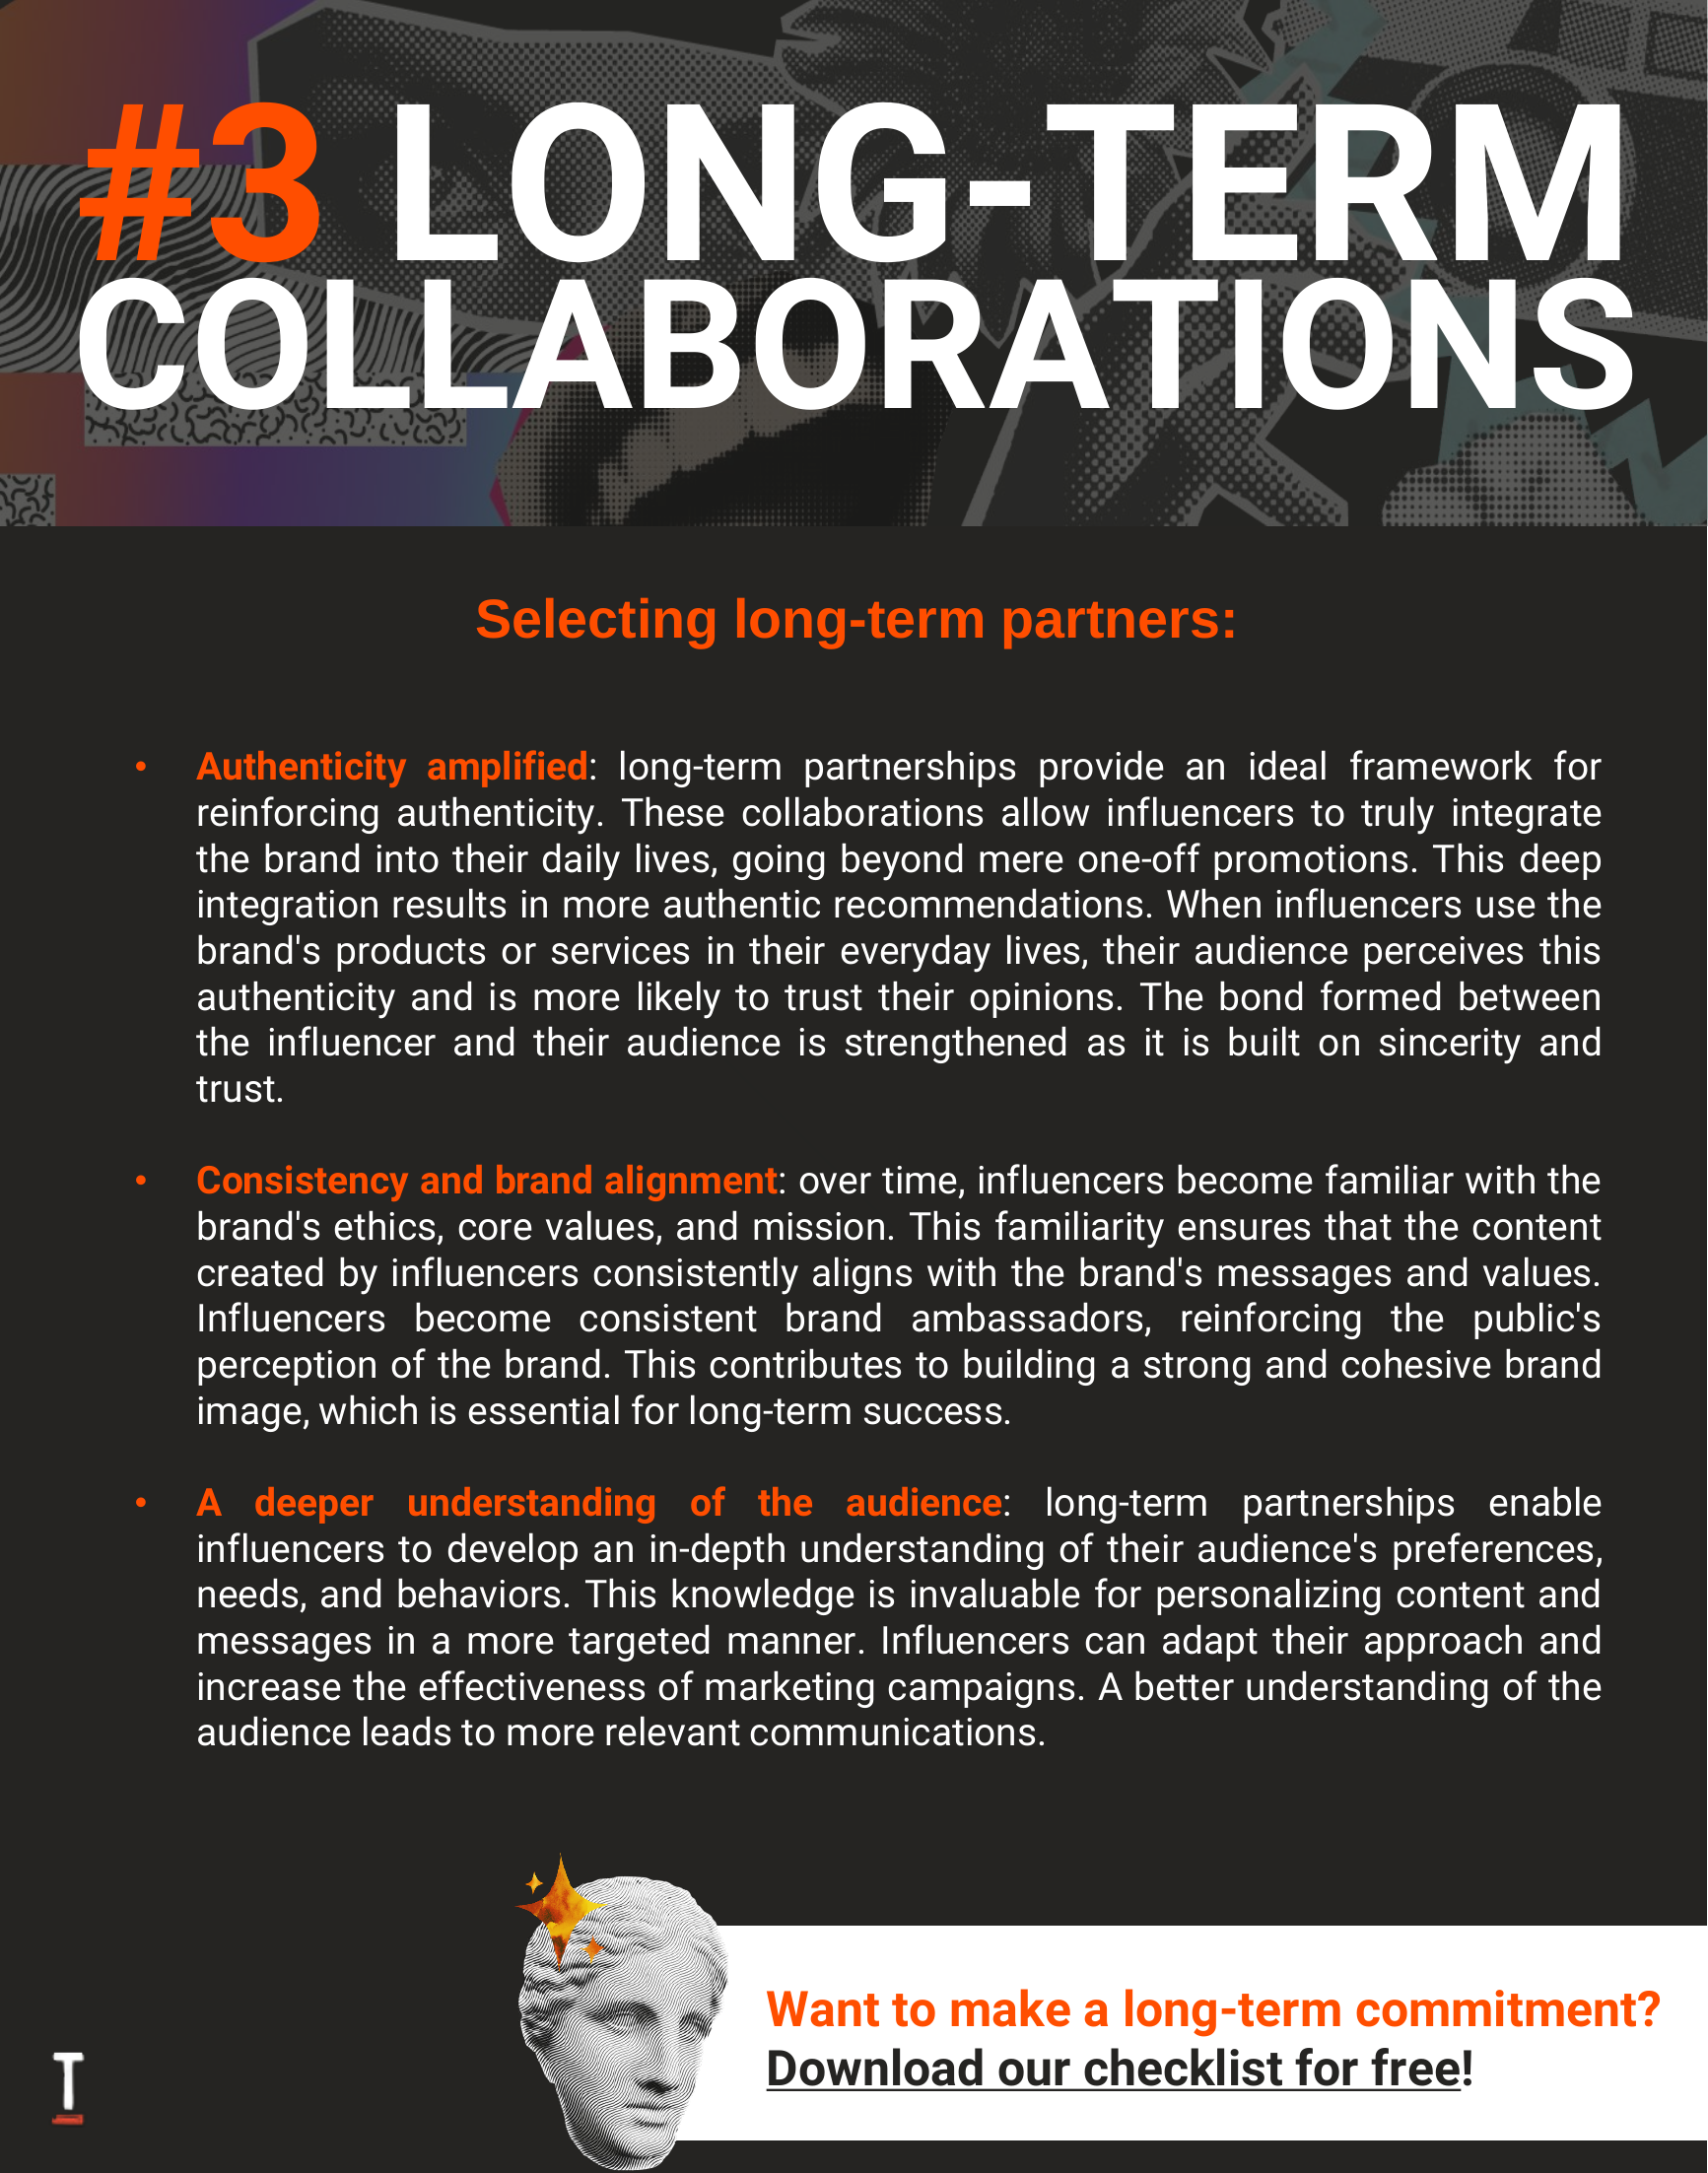 #3 LONG-TERM
COLLABORATIONS
Selecting long-term partners:
• Authenticity amplified: long-term partnerships provide an ideal framework for
reinforcing authenticity. These collaborations allow influencers to truly integrate
the brand into their daily lives, going beyond mere one-off promotions. This deep
integration results in more authentic recommendations. When influencers use the
brand's products or services in their everyday lives, their audience perceives this
authenticity and is more likely to trust their opinions. The bond formed between
the influencer and their audience is strengthened as it is built on sincerity and
trust.
• Consistency and brand alignment: over time, influencers become familiar with the
brand's ethics, core values, and mission. This familiarity ensures that the content
created by influencers consistently aligns with the brand's messages and values.
Influencers become consistent brand ambassadors, reinforcing the public's
perception of the brand. This contributes to building a strong and cohesive brand
image, which is essential for long-term success.
• A deeper understanding of the audience: long-term partnerships enable
influencers to develop an in-depth understanding of their audience's preferences,
needs, and behaviors. This knowledge is invaluable for personalizing content and
messages in a more targeted manner. Influencers can adapt their approach and
increase the effectiveness of marketing campaigns. A better understanding of the
audience leads to more relevant communications.
Want to make a long-term commitment?
Download our checklist for free!
T